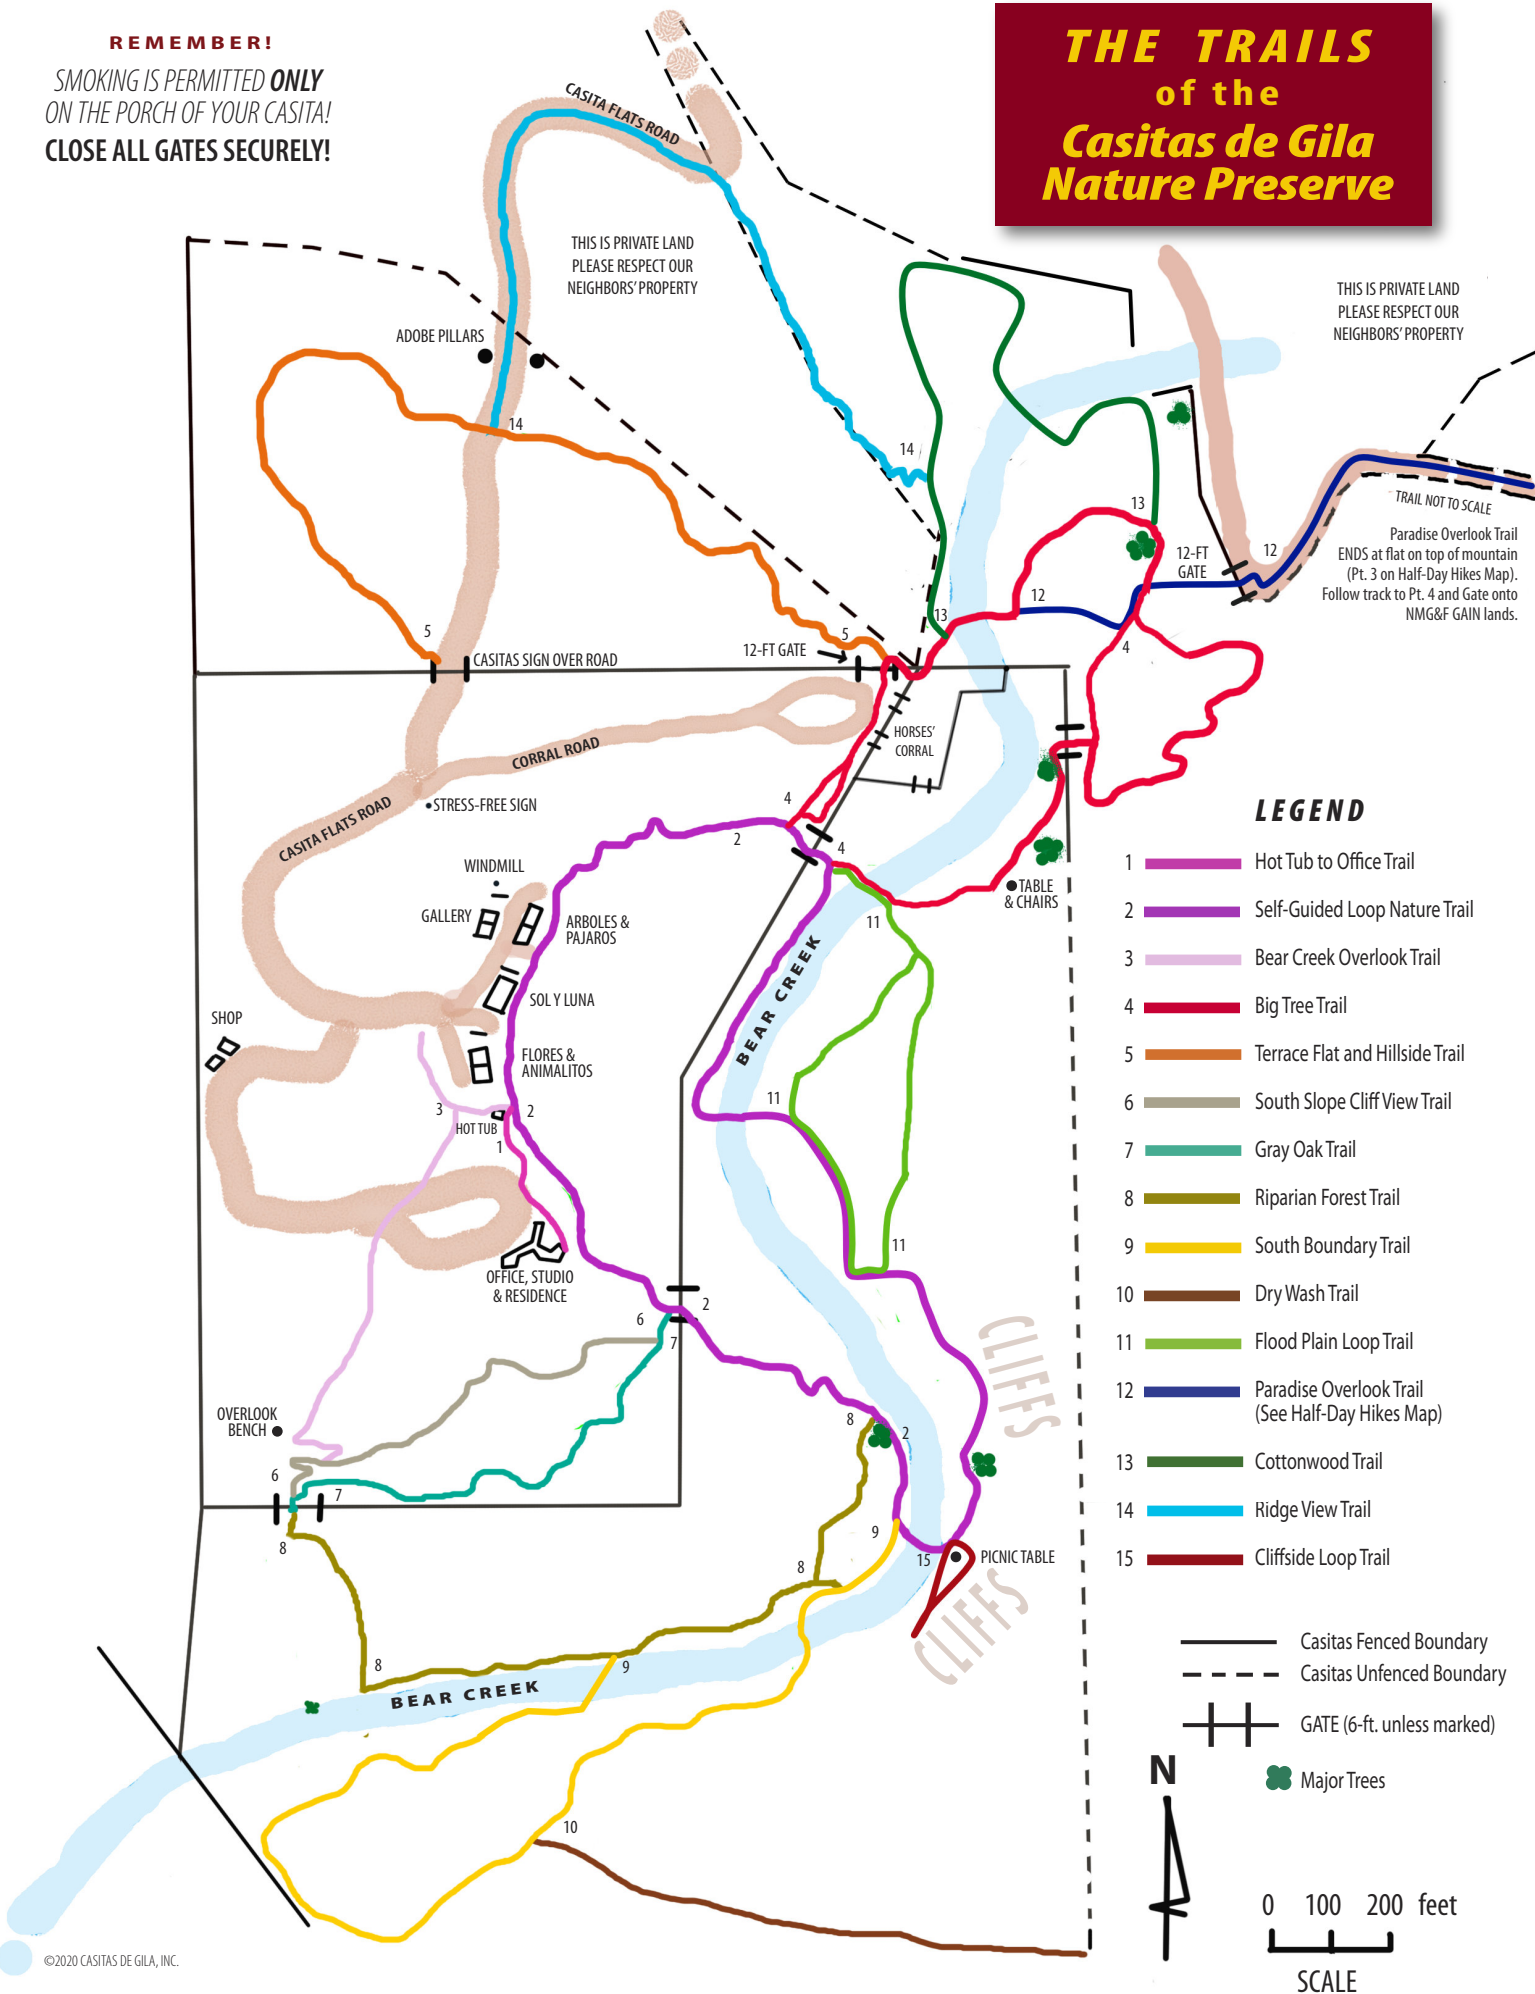 REMEMBER!
SMOKING IS PERMITTED ONLY
ON THE PORCH OF YOUR CASITA!
CLOSE ALL GATES SECURELY!
THE TRAILS
of the
Casitas de Gila
Nature Preserve
CASITA FLATS ROAD
THIS IS PRIVATE LAND
PLEASE RESPECT OUR
NEIGHBORS' PROPERTY
THIS IS PRIVATE LAND
PLEASE RESPECT OUR
NEIGHBORS' PROPERTY
ADOBE PILLARS
14
14
13
TRAIL NOT TO SCALE
Paradise Overlook Trail
ENDS at flat on top of mountain
(Pt. 3 on Half-Day Hikes Map).
Follow track to Pt. 4 and Gate onto
NMG&F GAIN lands.
12-FT
GATE
12
12
13
5
5
4
12-FT GATE
CASITAS SIGN OVER ROAD
HORSES'
CORRAL
CORRAL ROAD
STRESS-FREE SIGN
CASITA FLATS ROAD
4
2
4
WINDMILL
GALLERY
ARBOLES &
PAJAROS
TABLE
& CHAIRS
11
BEAR CREEK
SOL Y LUNA
SHOP
FLORES &
ANIMALITOS
3
2
HOT TUB
1
11
11
OFFICE, STUDIO
& RESIDENCE
2
6
7
CLIFFS
OVERLOOK
BENCH
8
2
6
7
8
9
15
PICNIC TABLE
8
CLIFFS
8
9
BEAR CREEK
10
LEGEND
1 Hot Tub to Office Trail
2 Self-Guided Loop Nature Trail
3 Bear Creek Overlook Trail
4 Big Tree Trail
5 Terrace Flat and Hillside Trail
6 South Slope Cliff View Trail
7 Gray Oak Trail
8 Riparian Forest Trail
9 South Boundary Trail
10 Dry Wash Trail
11 Flood Plain Loop Trail
12 Paradise Overlook Trail
(See Half-Day Hikes Map)
13 Cottonwood Trail
14 Ridge View Trail
15 Cliffside Loop Trail
Casitas Fenced Boundary
Casitas Unfenced Boundary
GATE (6-ft. unless marked)
Major Trees
N
0 100 200 feet
SCALE
©2020 CASITAS DE GILA, INC.